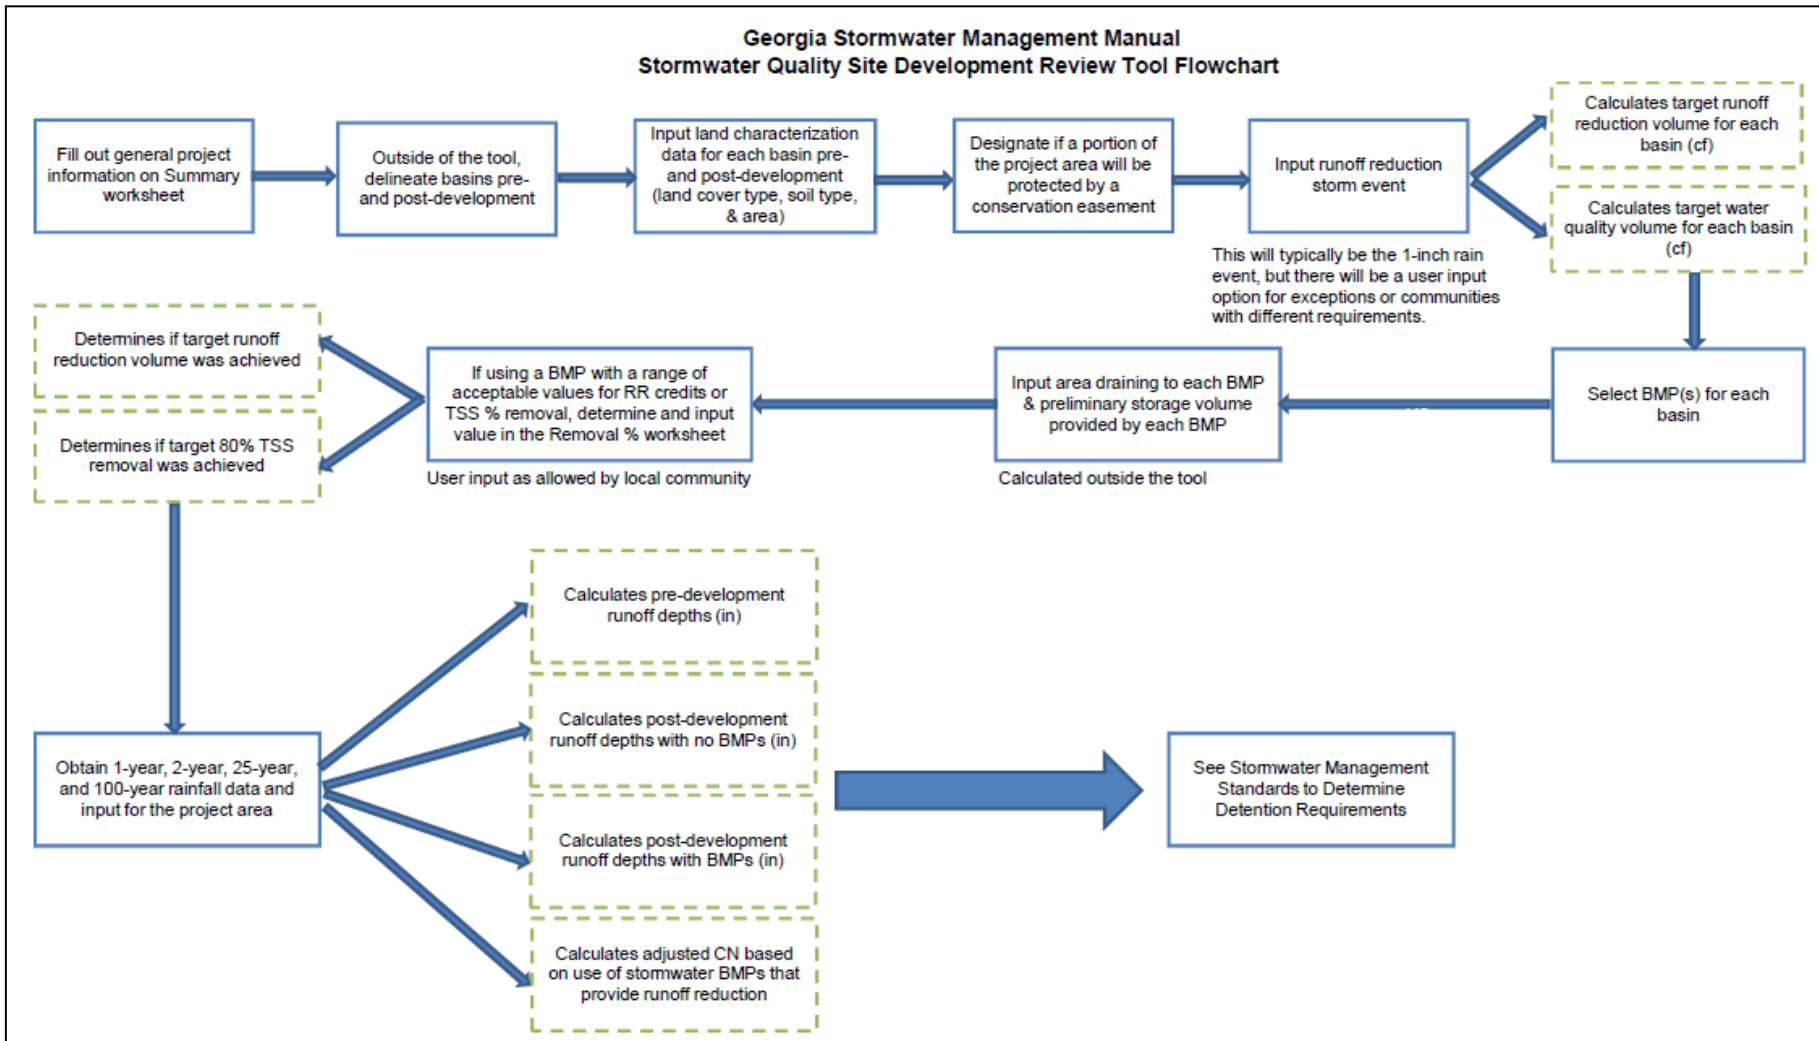 Georgia Stormwater Management Manual
Stormwater Quality Site Development Review Tool Flowchart
Fill out general project
information on Summary
worksheet
Outside of the tool,
delineate basins pre-
and post-development
Input land characterization
data for each basin pre-
and post-development
(land cover type, soil type,
& area)
Designate if a portion of
the project area will be
protected by a
conservation easement
Input runoff reduction
storm event
This will typically be the 1-inch rain
event, but there will be a user input
option for exceptions or communities
with different requirements.
Calculates target runoff
reduction volume for each
basin (cf)
Calculates target water
quality volume for each basin
(cf)
Select BMP(s) for each
basin
Input area draining to each BMP
& preliminary storage volume
provided by each BMP
Calculated outside the tool
If using a BMP with a range of
acceptable values for RR credits or
TSS % removal, determine and input
value in the Removal % worksheet
User input as allowed by local community
Determines if target runoff
reduction volume was achieved
Determines if target 80% TSS
removal was achieved
Obtain 1-year, 2-year, 25-year,
and 100-year rainfall data and
input for the project area
Calculates pre-development
runoff depths (in)
Calculates post-development
runoff depths with no BMPs (in)
Calculates post-development
runoff depths with BMPs (in)
Calculates adjusted CN based
on use of stormwater BMPs that
provide runoff reduction
See Stormwater Management
Standards to Determine
Detention Requirements